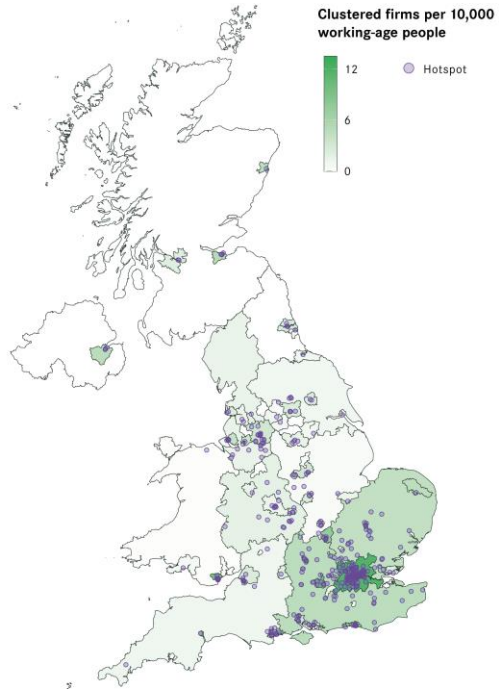 Clustered firms per 10,000
working-age people
12
Hotspot
6
0